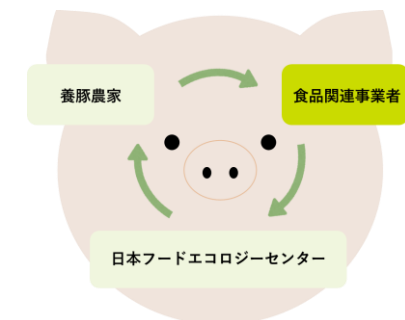 養豚農家
食品関連事業者
日本フードエコロジーセンター